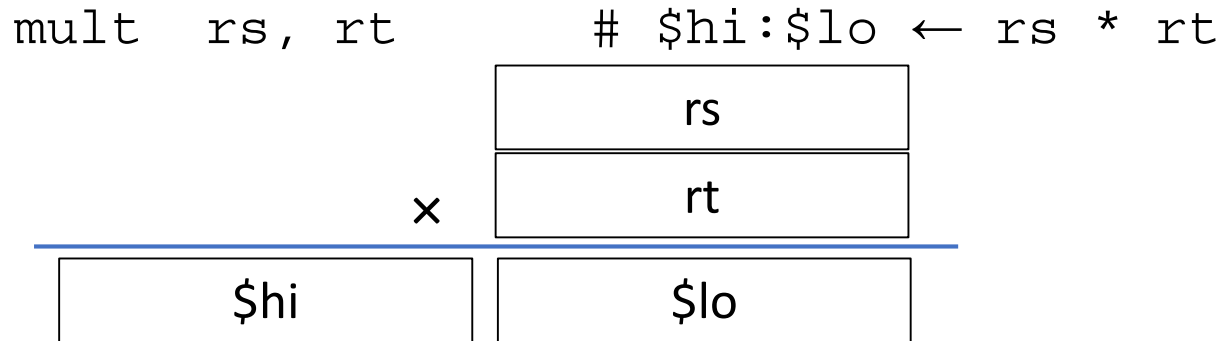 mult rs, rt # $hi:$lo ← rs * rt
rs
rt
×
$hi $lo